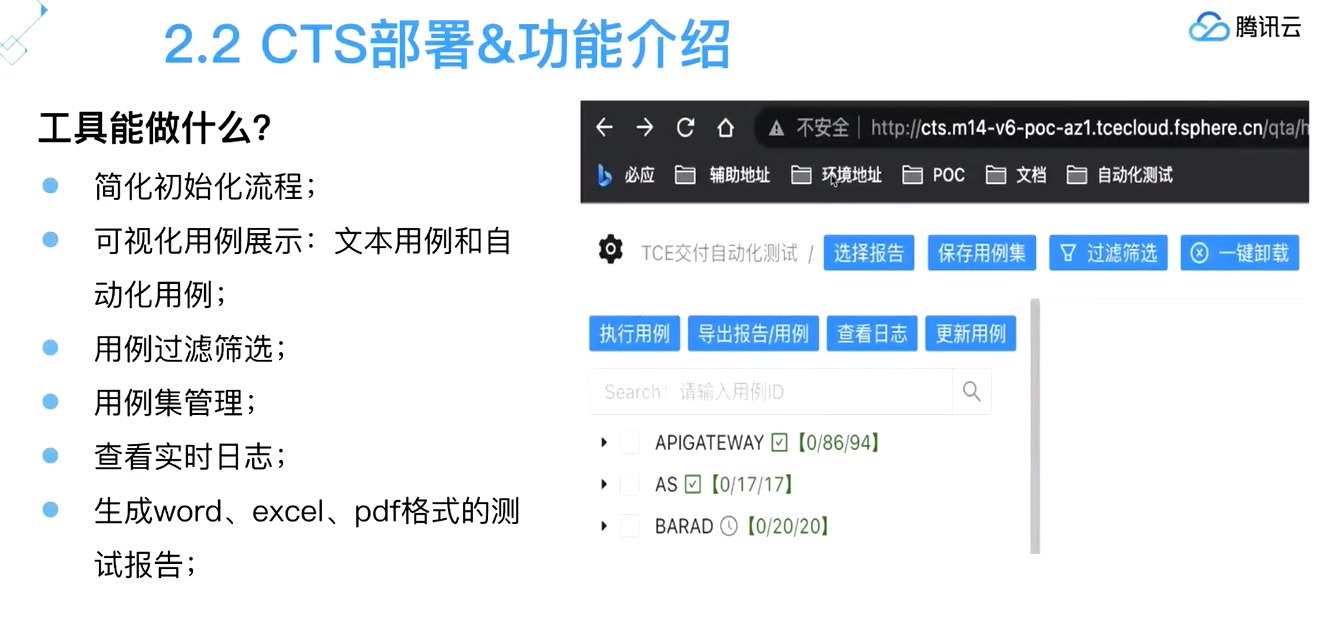 2.2 CTS部署&功能介绍
腾讯云
工具能做什么?
简化初始化流程;
可视化用例展示：文本用例和自
动化用例;
用例过滤筛选;
用例集管理;
查看实时日志;
生成word、excel、pdf格式的测
试报告;
不安全 | http://cts.m14-v6-poc-az1.tcecloud.fsphere.cn/qta/h
必应 辅助地址 环境地址 POC 文档 自动化测试
TCE交付自动化测试 / 选择报告 保存用例集 过滤筛选 一键卸载
执行用例 导出报告/用例 查看日志 更新用例
Search：请输入用例ID
APIGATEWAY 【0/86/94】
AS 【0/17/17】
BARAD 【0/20/20】